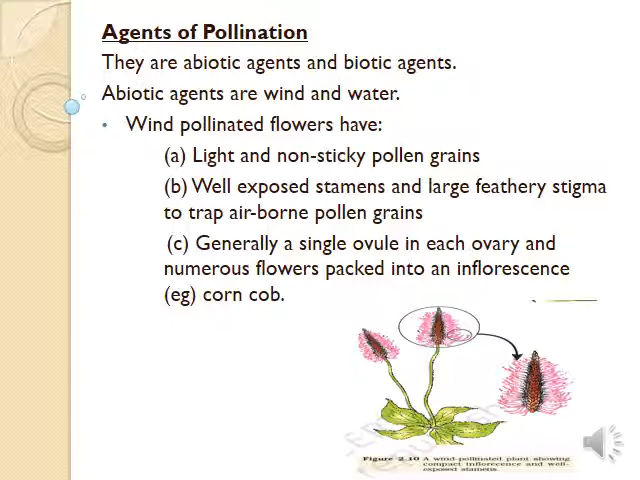 Agents of Pollination
They are abiotic agents and biotic agents.
Abiotic agents are wind and water.
• Wind pollinated flowers have:
(a) Light and non-sticky pollen grains
(b) Well exposed stamens and large feathery stigma
to trap air-borne pollen grains
(c) Generally a single ovule in each ovary and
numerous flowers packed into an inflorescence
(eg) corn cob.
Figure 2.10 A wind-pollinated plant showing
compact inflorecence and well-
exposed stamens